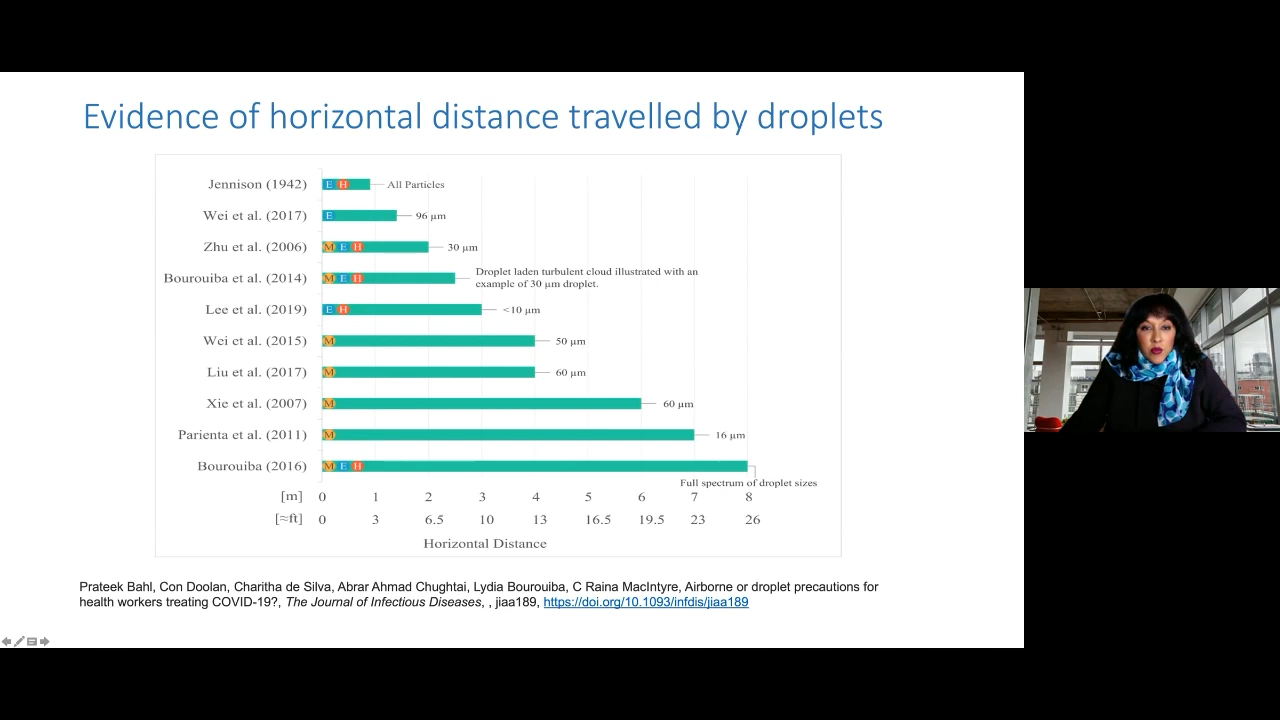 Evidence of horizontal distance travelled by droplets
Jennison (1942) E H All Particles
Wei et al. (2017) E 96 µm
Zhu et al. (2006) M E H 30 µm
Bourouiba et al. (2014) M E H Droplet laden turbulent cloud illustrated with an
example of 30 µm droplet.
Lee et al. (2019) E H <10 µm
Wei et al. (2015) M 50 µm
Liu et al. (2017) M 60 µm
Xie et al. (2007) M 60 µm
Parienta et al. (2011) M 16 µm
Bourouiba (2016) M E H
Full spectrum of droplet sizes
[m] 0 1 2 3 4 5 6 7 8
[≈ft) 0 3 6.5 10 13 16.5 19.5 23 26
Horizontal Distance
Prateek Bahl, Con Doolan, Charitha de Silva, Abrar Ahmad Chughtai, Lydia Bourouiba, C Raina MacIntyre, Airborne or droplet precautions for
health workers treating COVID-19?, The Journal of Infectious Diseases, , jiaa189, https://doi.org/10.1093/infdis/jiaa189